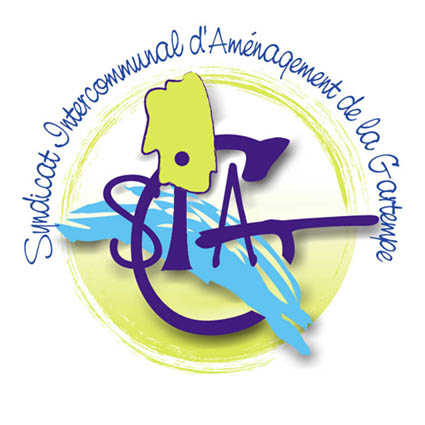 Syndicat Intercommunal d'Aménagement de la Gartempe
SIAG